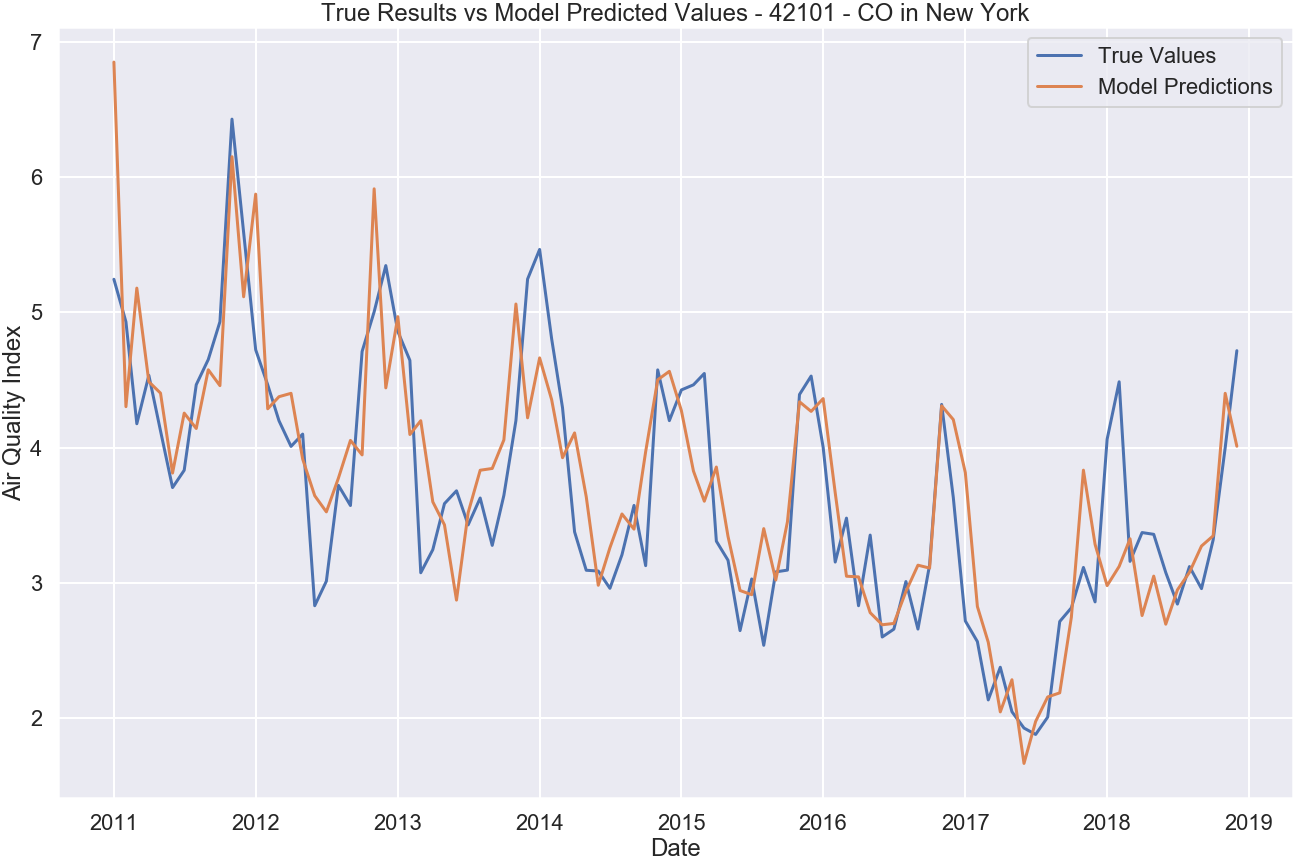 True Results vs Model Predicted Values - 42101 - CO in New York
True Values
Model Predictions
Air Quality Index
7
6
5
4
3
2
2011 2012 2013 2014 2015 2016 2017 2018 2019
Date